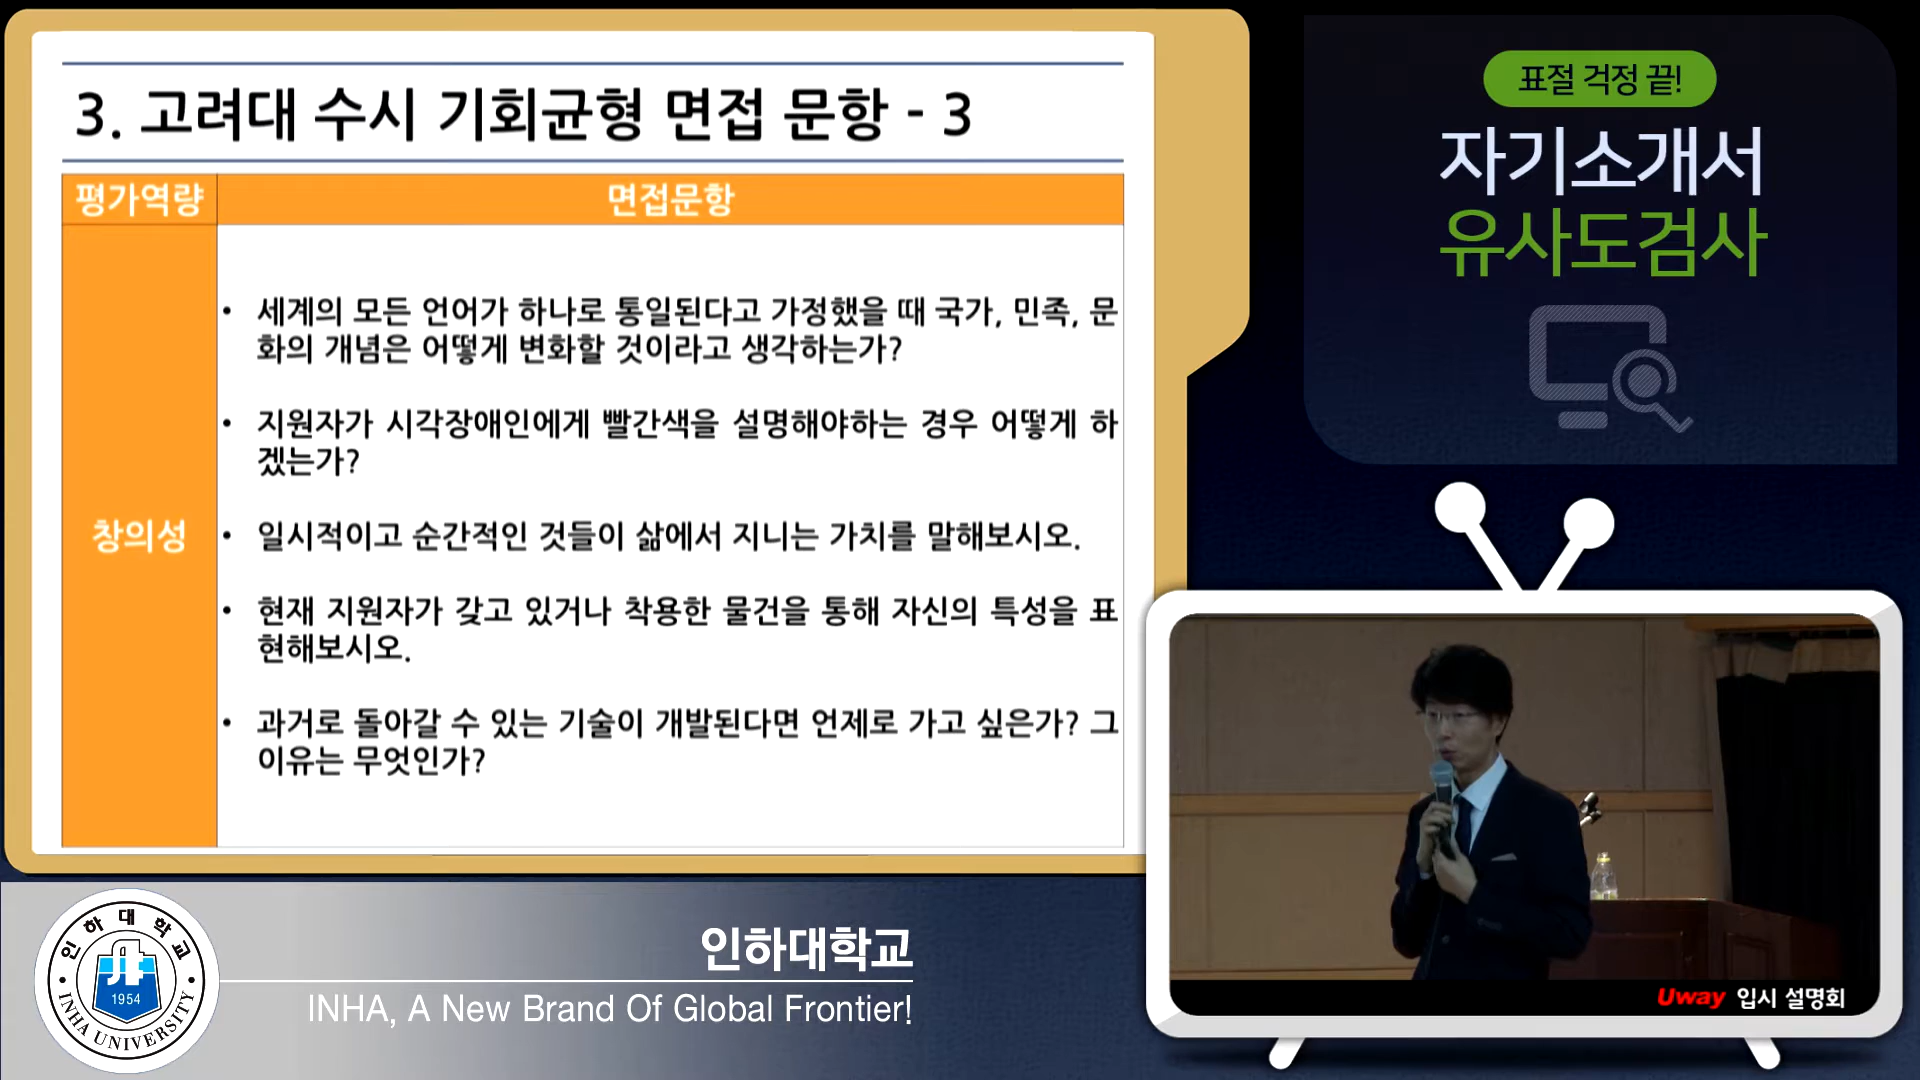 3. 고려대 수시 기회균형 면접 문항 - 3
평가역량
면접문항
창의성
• 세계의 모든 언어가 하나로 통일된다고 가정했을 때 국가, 민족, 문
화의 개념은 어떻게 변화할 것이라고 생각하는가?
• 지원자가 시각장애인에게 빨간색을 설명해야하는 경우 어떻게 하
겠는가?
• 일시적이고 순간적인 것들이 삶에서 지니는 가치를 말해보시오.
• 현재 지원자가 갖고 있거나 착용한 물건을 통해 자신의 특성을 표
현해보시오.
• 과거로 돌아갈 수 있는 기술이 개발된다면 언제로 가고 싶은가? 그
이유는 무엇인가?
표절 걱정 끝!
자기소개서
유사도검사
Uway 입시 설명회
인하대학교
1954
INHA UNIVERSITY
인하대학교
INHA, A New Brand Of Global Frontier!